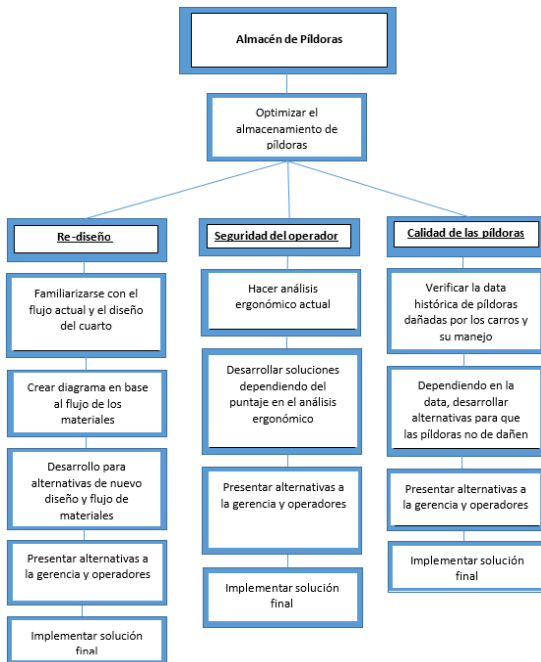 Almacén de Píldoras
Optimizar el
almacenamiento de
píldoras
Re-diseño
Familiarizarse con el
flujo actual y el diseño
del cuarto
Crear diagrama en base
al flujo de los
materiales
Desarrollo para
alternativas de nuevo
diseño y flujo de
materiales
Presentar alternativas a
la gerencia y operadores
Implementar solución
final
Seguridad del operador
Hacer análisis
ergonómico actual
Desarrollar soluciones
dependiendo del
puntaje en el análisis
ergonómico
Presentar alternativas a
la gerencia y operadores
Implementar solución
final
Calidad de las píldoras
Verificar la data
histórica de píldoras
dañadas por los carros y
su manejo
Dependiendo en la
data, desarrollar
alternativas para que
las píldoras no de dañen
Presentar alternativas a
la gerencia y operadores
Implementar solución
final